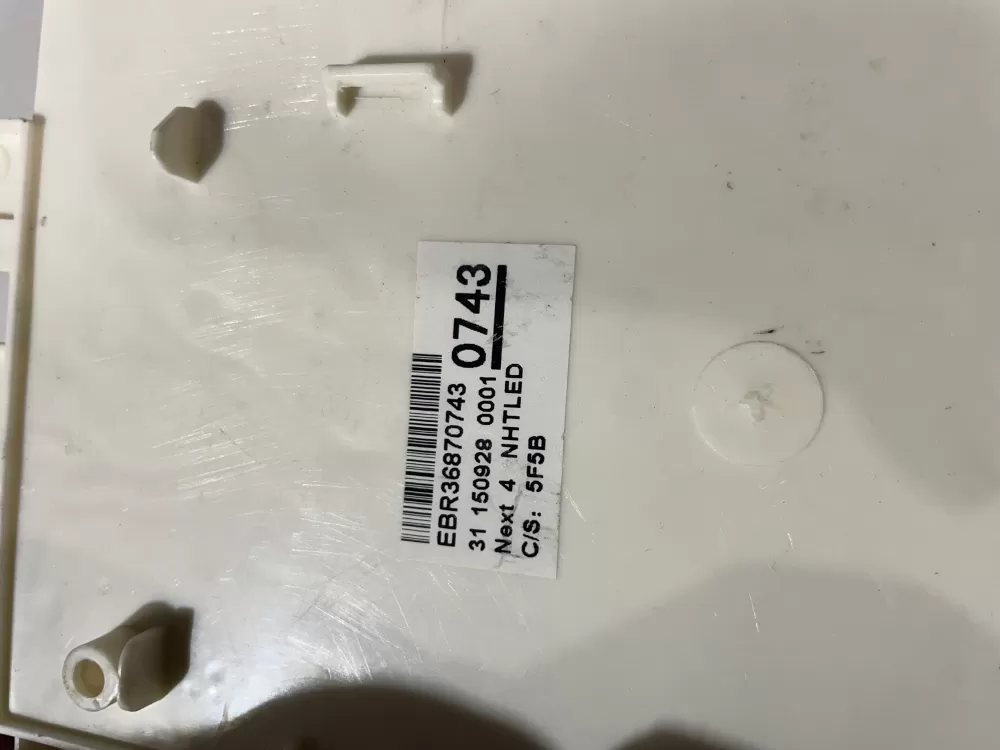 0743
EBR36870743
31 150928 0001
Next 4 NHTLED
C/S: 5F5B